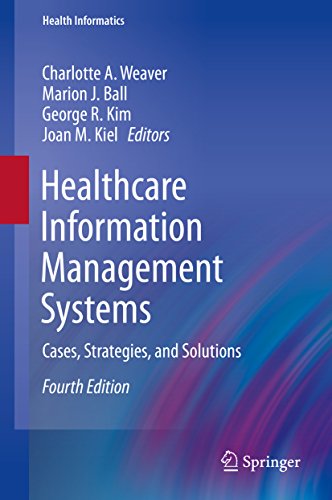 Health Informatics
Charlotte A. Weaver
Marion J. Ball
George R. Kim
Joan M. Kiel Editors
Healthcare
Information
Management
Systems
Cases, Strategies, and Solutions
Fourth Edition
Springer